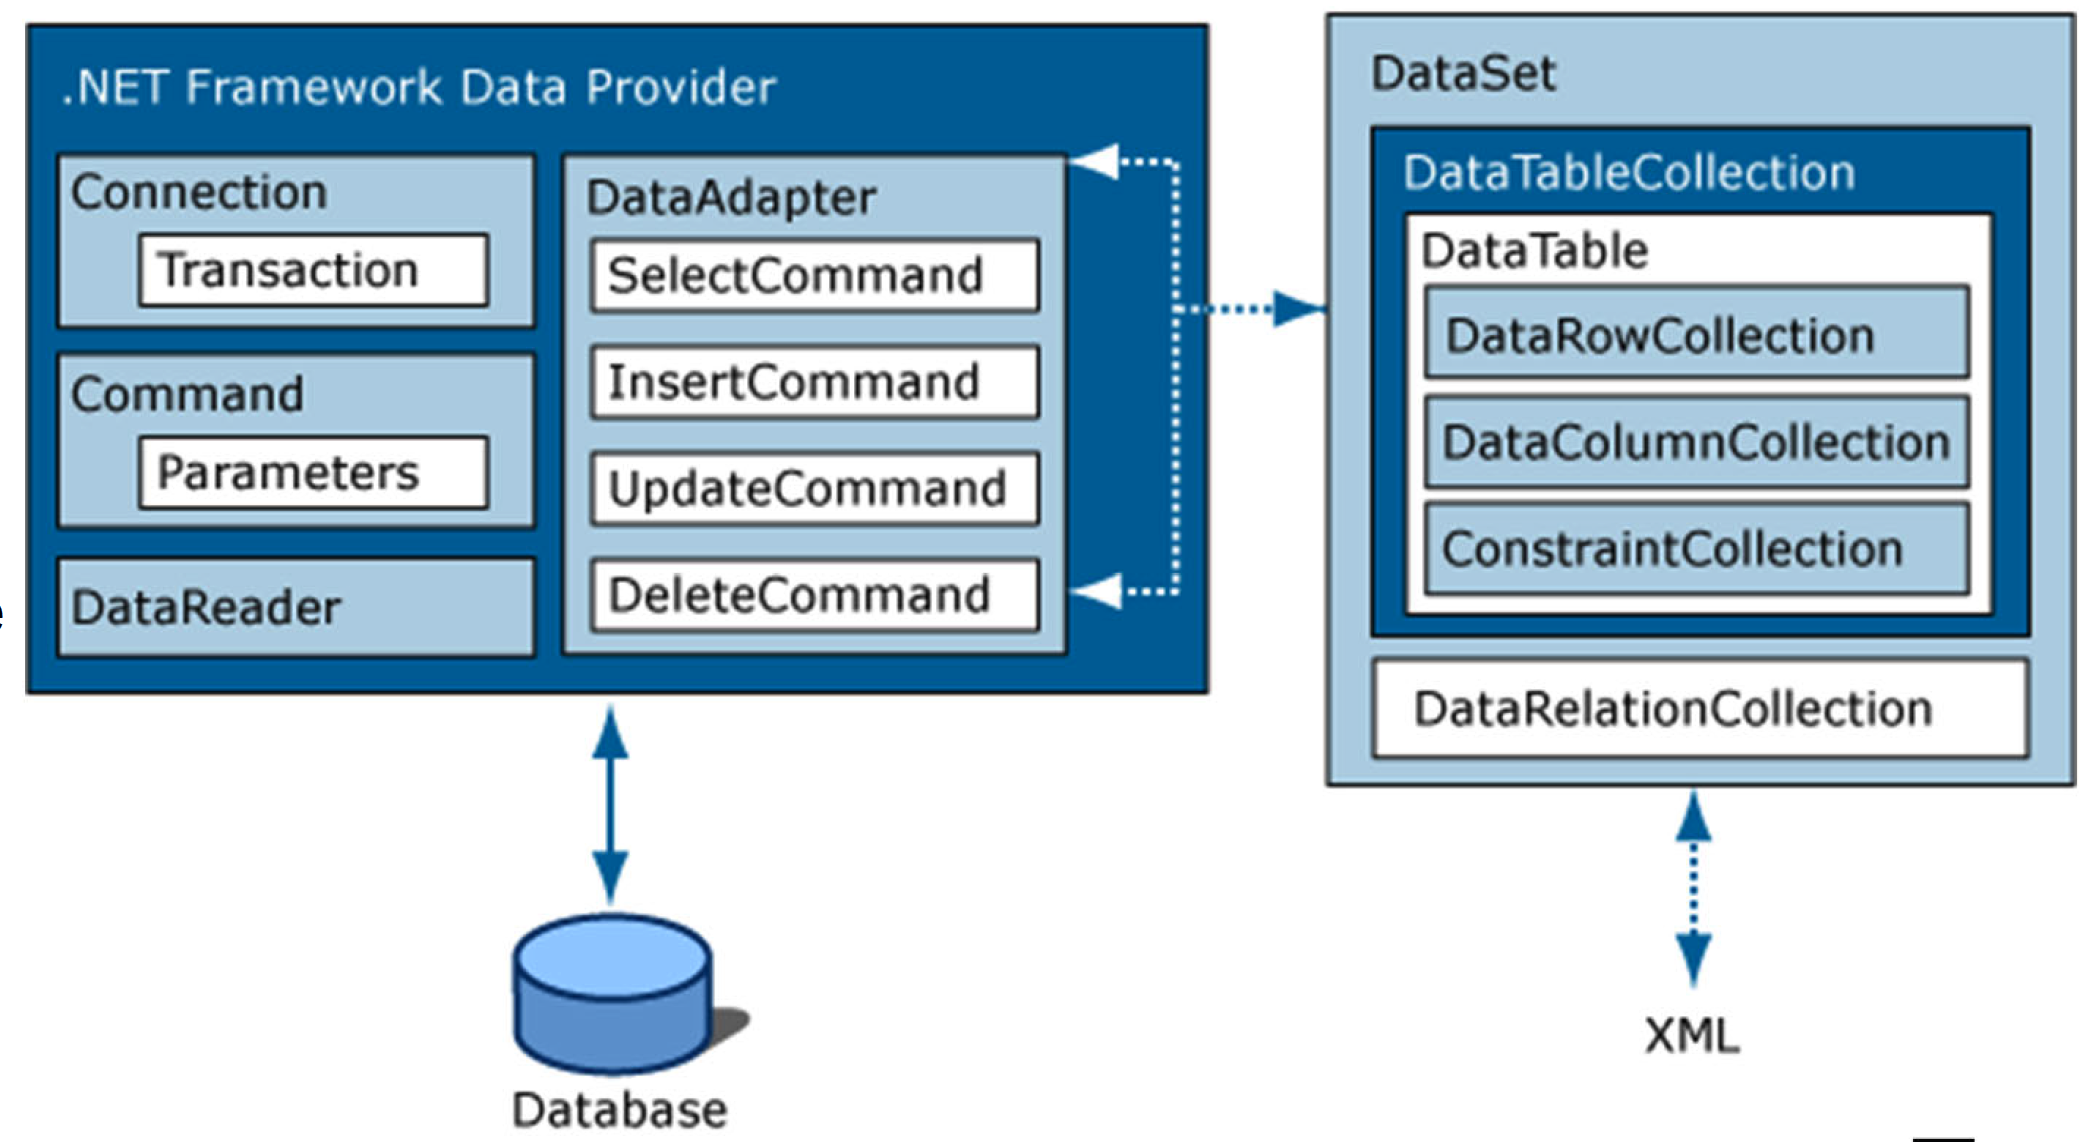 .NET Framework Data Provider
Connection
Transaction
Command
Parameters
DataReader
DataAdapter
SelectCommand
InsertCommand
UpdateCommand
DeleteCommand
Database
DataSet
DataTableCollection
DataTable
DataRowCollection
DataColumnCollection
ConstraintCollection
DataRelationCollection
XML